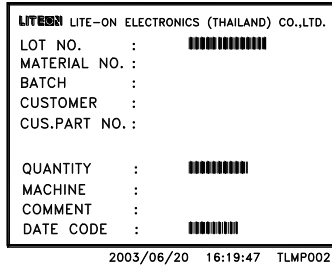 LITEON LITE-ON ELECTRONICS (THAILAND) CO.,LTD.
LOT NO. :
MATERIAL NO. :
BATCH :
CUSTOMER :
CUS.PART NO. :
QUANTITY :
MACHINE :
COMMENT :
DATE CODE :
2003/06/20 16:19:47 TLMP002